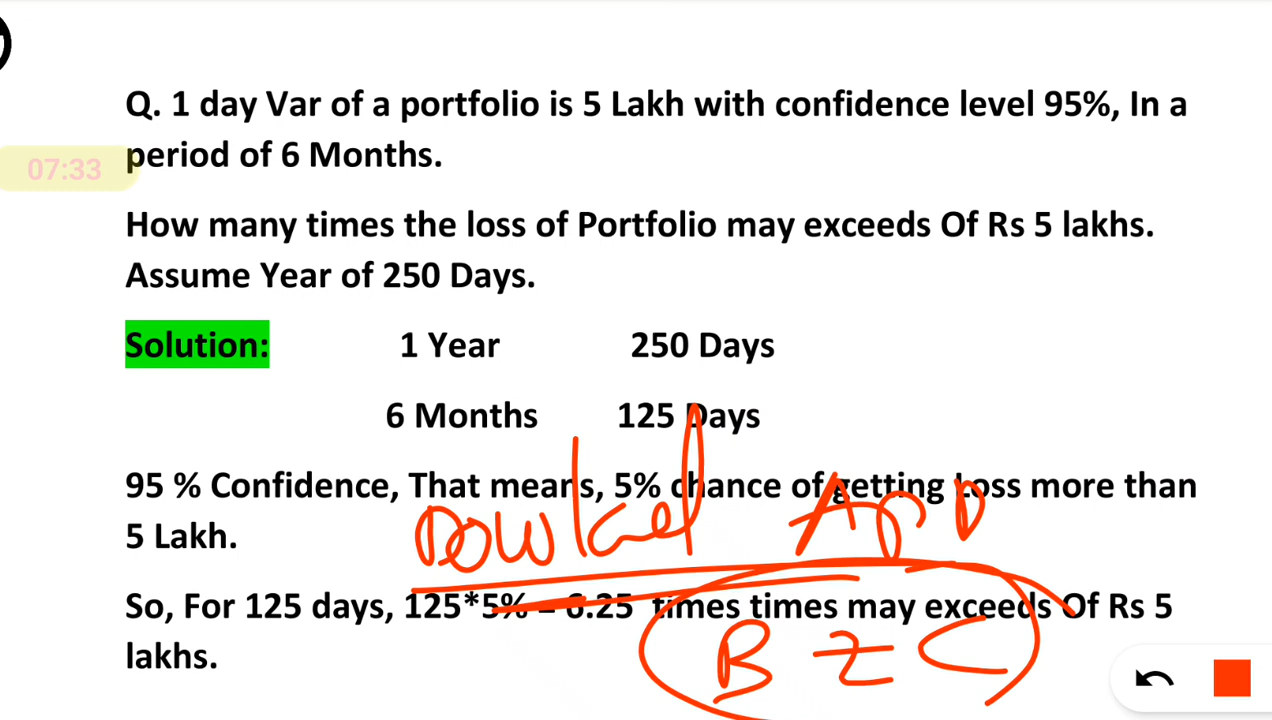 Q. 1 day Var of a portfolio is 5 Lakh with confidence level 95%, In a
period of 6 Months.
07:33
How many times the loss of Portfolio may exceeds Of Rs 5 lakhs.
Assume Year of 250 Days.
Solution: 1 Year 250 Days
6 Months 125 Days
95 % Confidence, That means, 5% chance of getting Loss more than
5 Lakh.
So, For 125 days, 125*5% = 6.25 times times may exceeds Of Rs 5
lakhs.